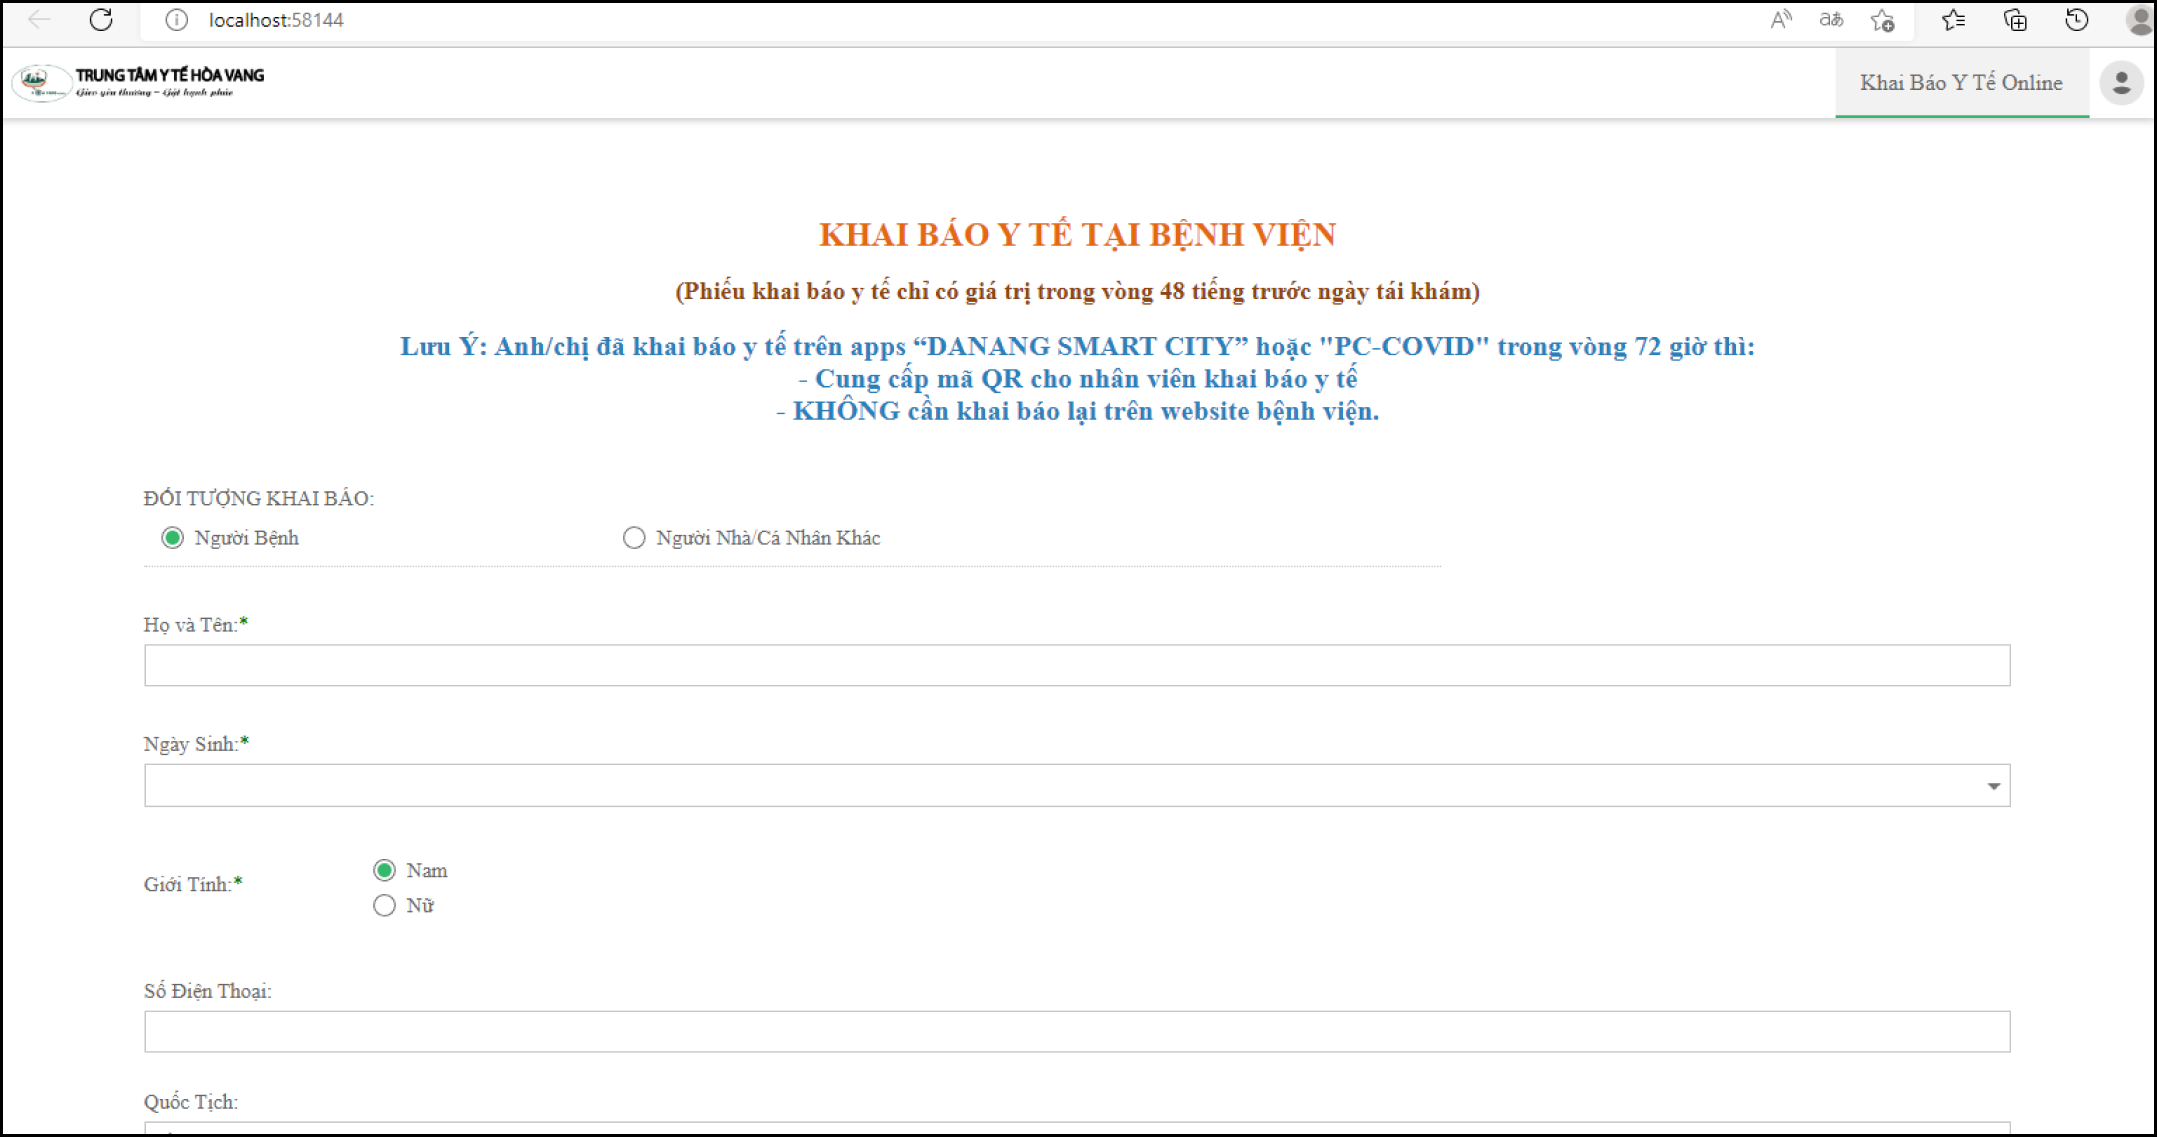 localhost:58144
TRUNG TÂM Y TẾ HÒA VANG
Gieo yêu thương – Gặt hạnh phúc
Khai Báo Y Tế Online
KHAI BÁO Y TẾ TẠI BỆNH VIỆN
(Phiếu khai báo y tế chỉ có giá trị trong vòng 48 tiếng trước ngày tái khám)
Lưu Ý: Anh/chị đã khai báo y tế trên apps “DANANG SMART CITY” hoặc "PC-COVID" trong vòng 72 giờ thì:
- Cung cấp mã QR cho nhân viên khai báo y tế
- KHÔNG cần khai báo lại trên website bệnh viện.
ĐỐI TƯỢNG KHAI BÁO:
Người Bệnh
Người Nhà/Cá Nhân Khác
Họ và Tên:*
Ngày Sinh:*
Giới Tính:*
Nam
Nữ
Số Điện Thoại:
Quốc Tịch: